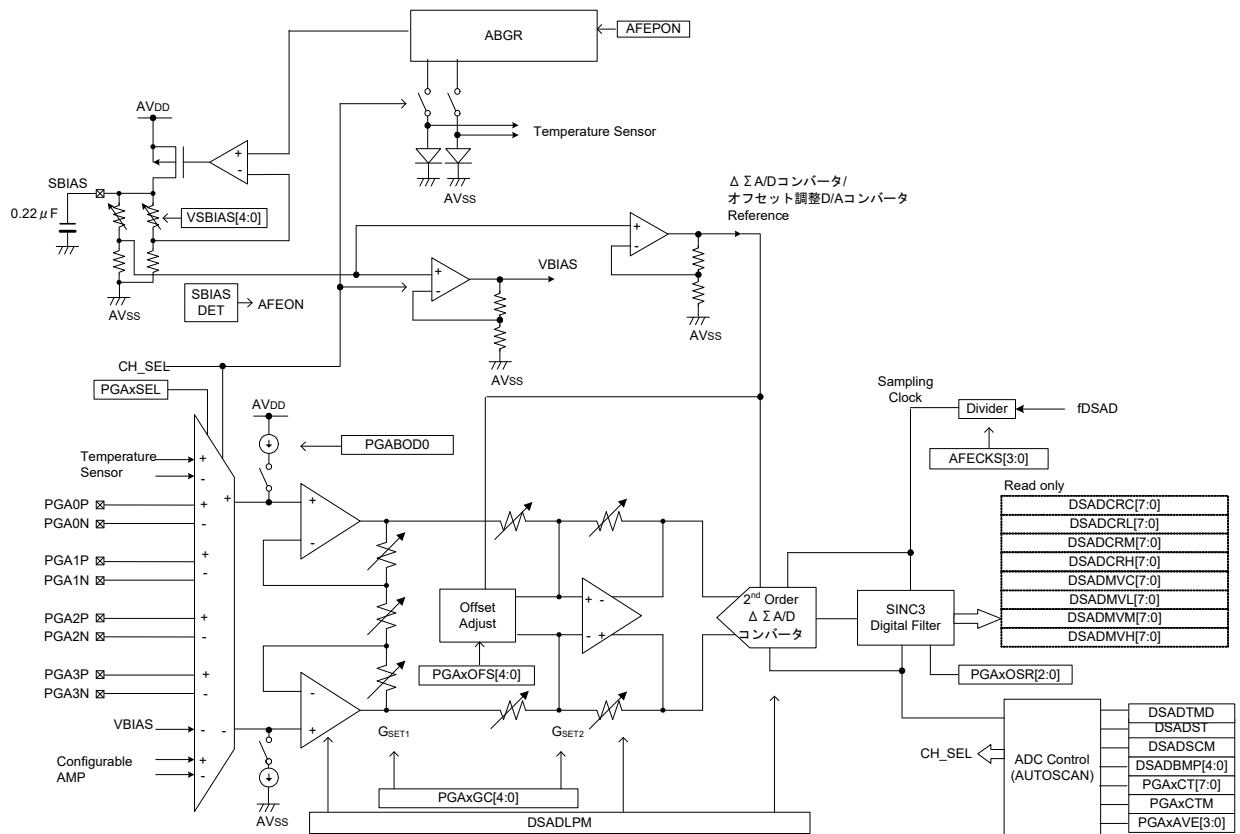 ABGR
AFEPON
AVDD
Temperature Sensor
SBIAS
0.22μF
VSBIAS[4:0]
AVSS
ΔΣA/Dコンバータ/
オフセット調整D/Aコンバータ
Reference
VBIAS
SBIAS
DET
AFEON
AVSS
AVSS
AVSS
CH_SEL
PGAxSEL
AVDD
PGABOD0
Sampling
Clock
Divider
fDSAD
AFECKS[3:0]
Temperature
Sensor
PGA0P
PGA0N
PGA1P
PGA1N
PGA2P
PGA2N
PGA3P
PGA3N
VBIAS
Configurable
AMP
+
-
+
-
+
-
+
-
+
-
-
+
-
+
-
+
-
+
-
+
-
+
-
-
+
AVSS
Offset
Adjust
PGAxOFS[4:0]
+
-
-
+
GSET1
GSET2
PGAxGC[4:0]
DSADLPM
2nd Order
ΔΣA/D
コンバータ
SINC3
Digital Filter
PGAxOSR[2:0]
Read only
DSADCRC[7:0]
DSADCRL[7:0]
DSADCRM[7:0]
DSADCRH[7:0]
DSADMVC[7:0]
DSADMVL[7:0]
DSADMVM[7:0]
DSADMVH[7:0]
CH_SEL
ADC Control
(AUTOSCAN)
DSADTMD
DSADST
DSADSCM
DSADBMP[4:0]
PGAxCT[7:0]
PGAxCTM
PGAxAVE[3:0]